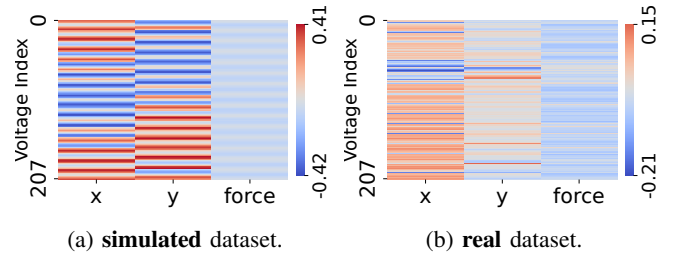 0
Voltage Index
207
x y force
0.41
-0.42
0
Voltage Index
207
x y force
0.15
-0.21
(a) simulated dataset.
(b) real dataset.